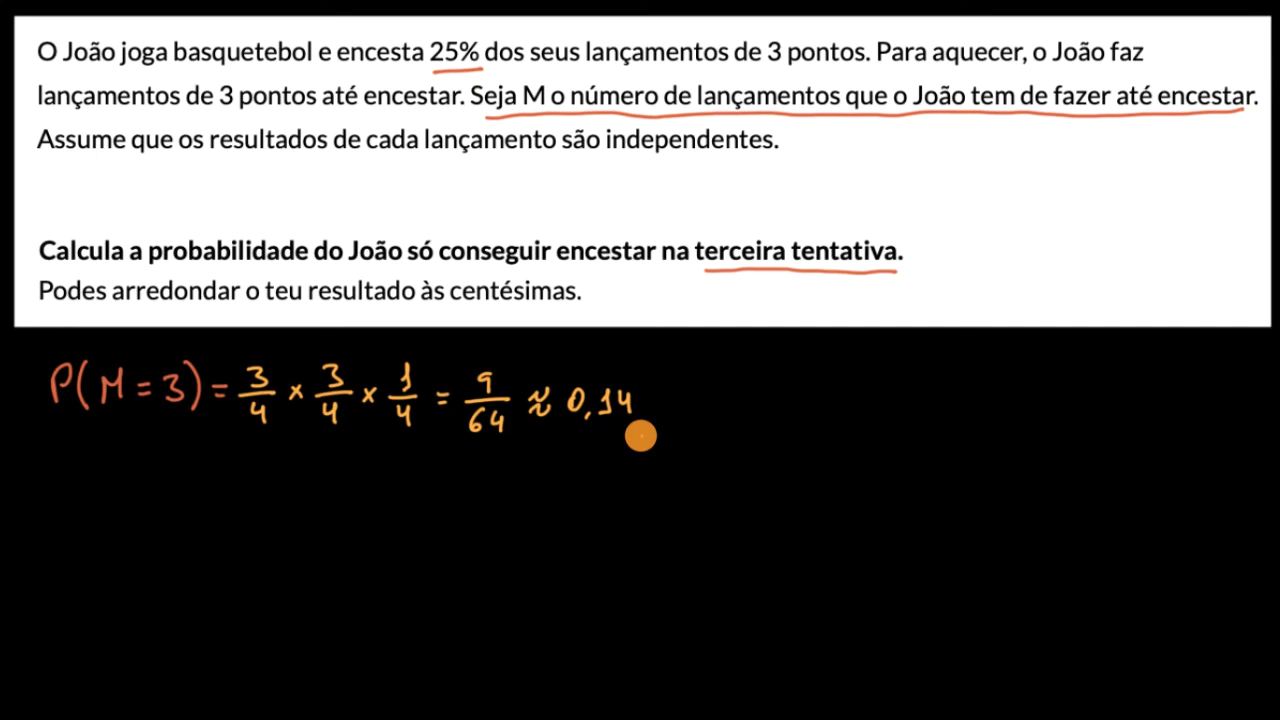 O João joga basquetebol e encesta 25% dos seus lançamentos de 3 pontos. Para aquecer, o João faz
lançamentos de 3 pontos até encestar. Seja M o número de lançamentos que o João tem de fazer até encestar.
Assume que os resultados de cada lançamento são independentes.
Calcula a probabilidade do João só conseguir encestar na terceira tentativa.
Podes arredondar o teu resultado às centésimas.
P(M=3) = 3/4 × 3/4 × 1/4 = 9/64 ≈ 0,14